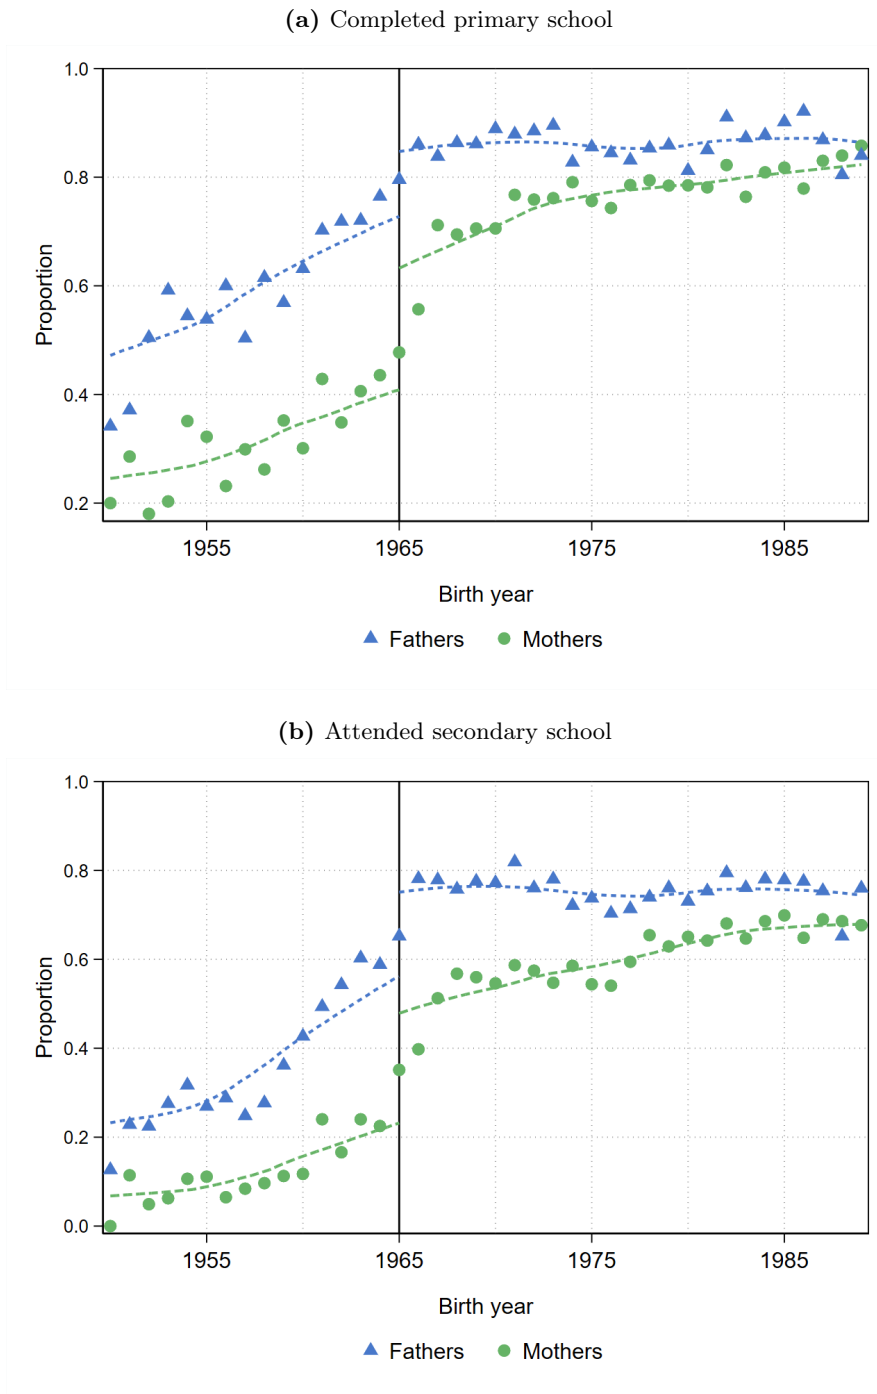 (a) Completed primary school
1.0
0.8
0.6
0.4
0.2
Proportion
1955 1965 1975 1985
Birth year
Fathers Mothers
(b) Attended secondary school
1.0
0.8
0.6
0.4
0.2
0.0
Proportion
1955 1965 1975 1985
Birth year
Fathers Mothers